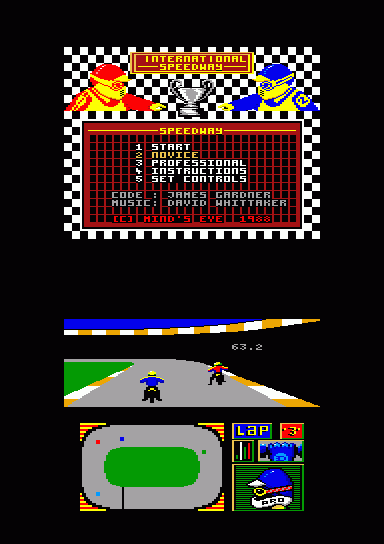 INTERNATIONAL
SPEEDWAY
SPEEDWAY
1 START
2 NOVICE
3 PROFESSIONAL
4 INSTRUCTIONS
5 SET CONTROLS
CODE : JAMES GARDNER
MUSIC: DAVID WHITTAKER
(C) MIND'S EYE 1988
63.2
LAP 3